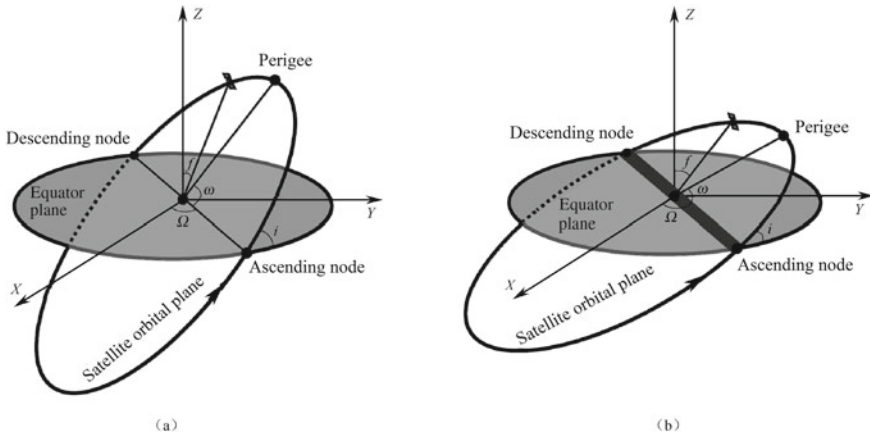 Z
Perigee
Descending node
f
ω
Equator
plane
Ω
Y
i
Ascending node
X
Satellite orbital plane
(a)
Z
Descending node
Perigee
f
ω
Equator
plane
Ω
Y
i
Ascending node
X
Satellite orbital plane
(b)